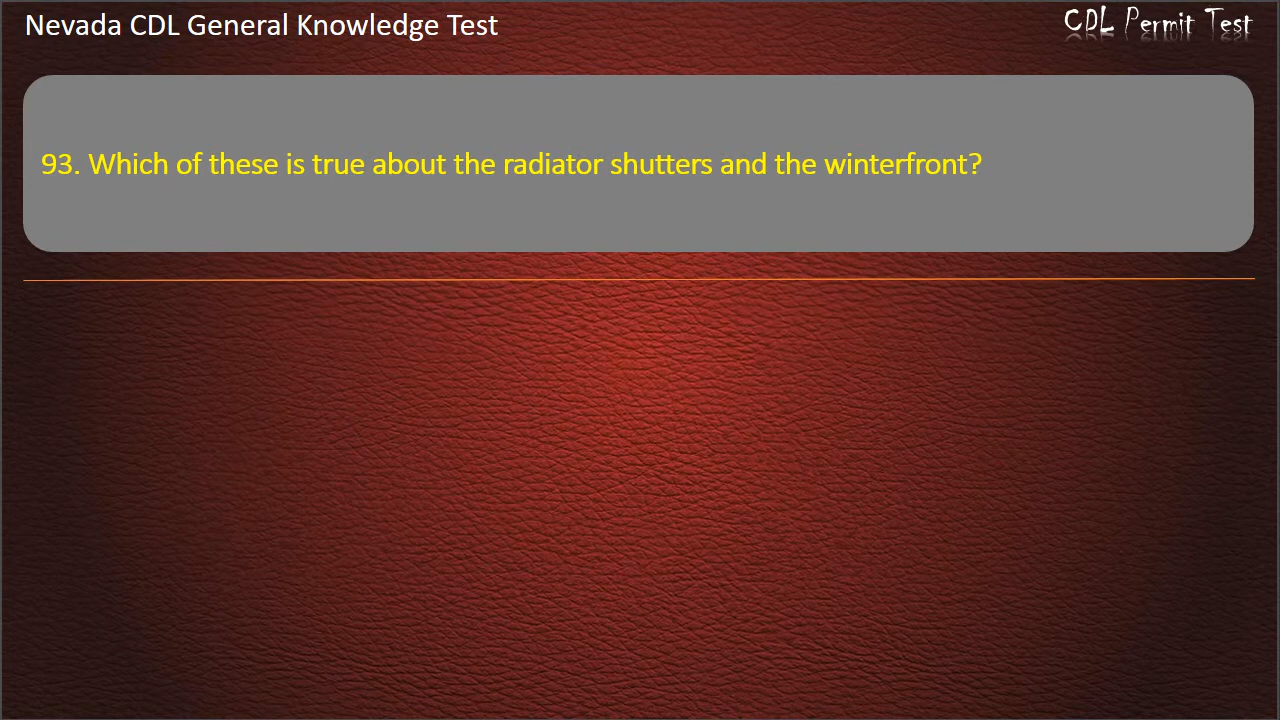 Nevada CDL General Knowledge Test
CDL Permit Test
93. Which of these is true about the radiator shutters and the winterfront?